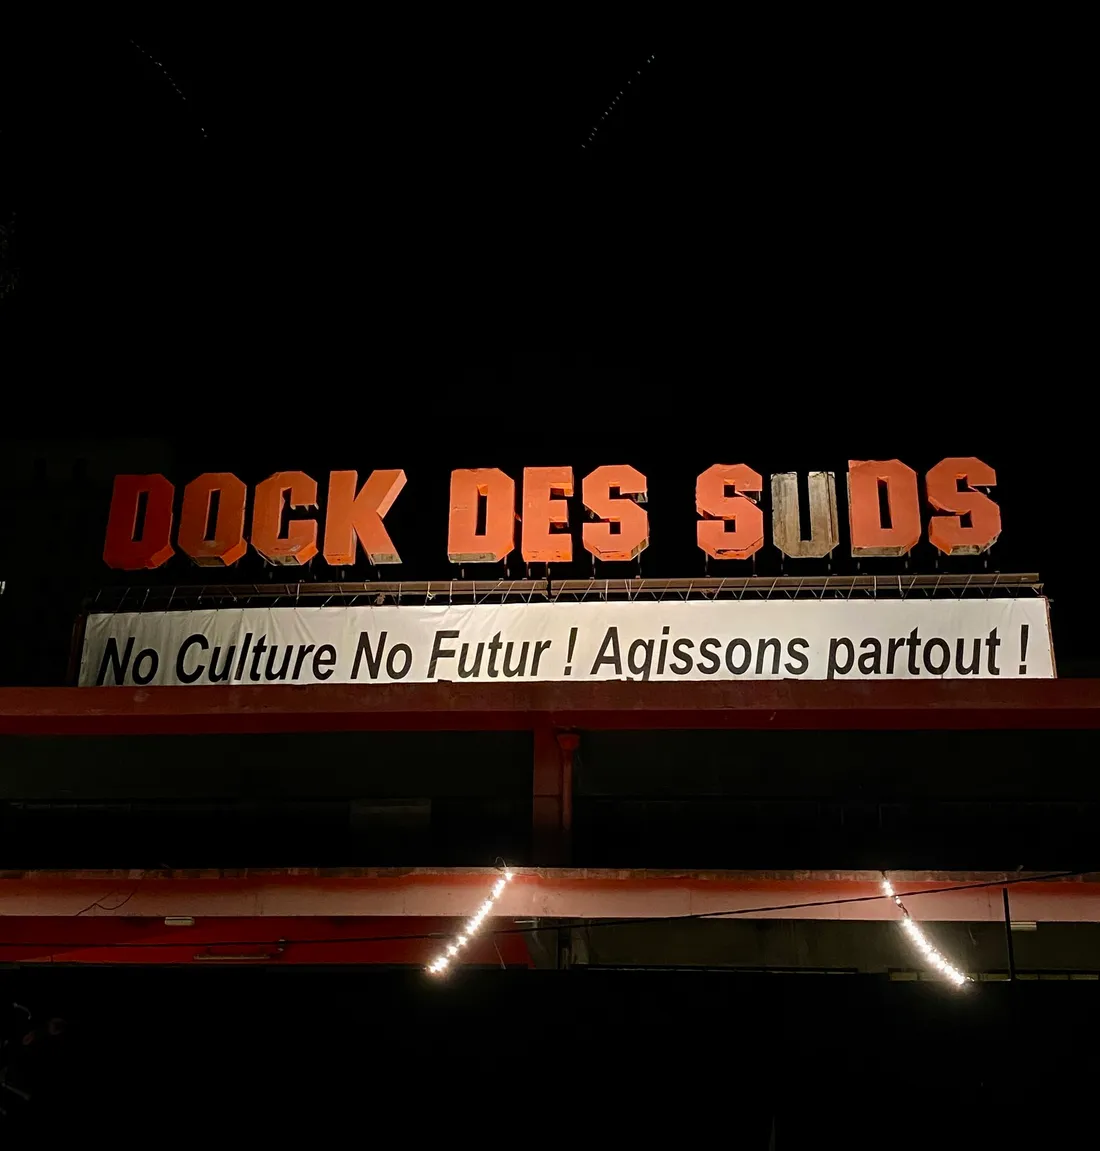 DOCK DES SUDS
No Culture No Futur ! Agissons partout !